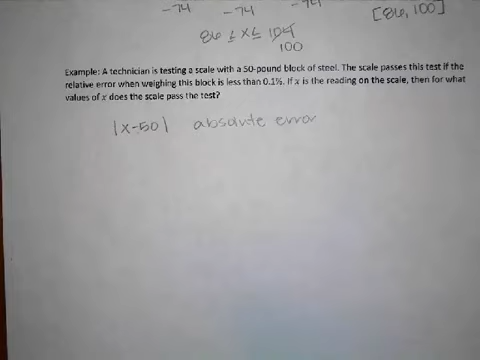 -74 -74 -74
86 ≤ x ≤ 104
100
[86, 100]
Example: A technician is testing a scale with a 50-pound block of steel. The scale passes this test if the
relative error when weighing this block is less than 0.1%. If x is the reading on the scale, then for what
values of x does the scale pass the test?
|x-50| absolute error